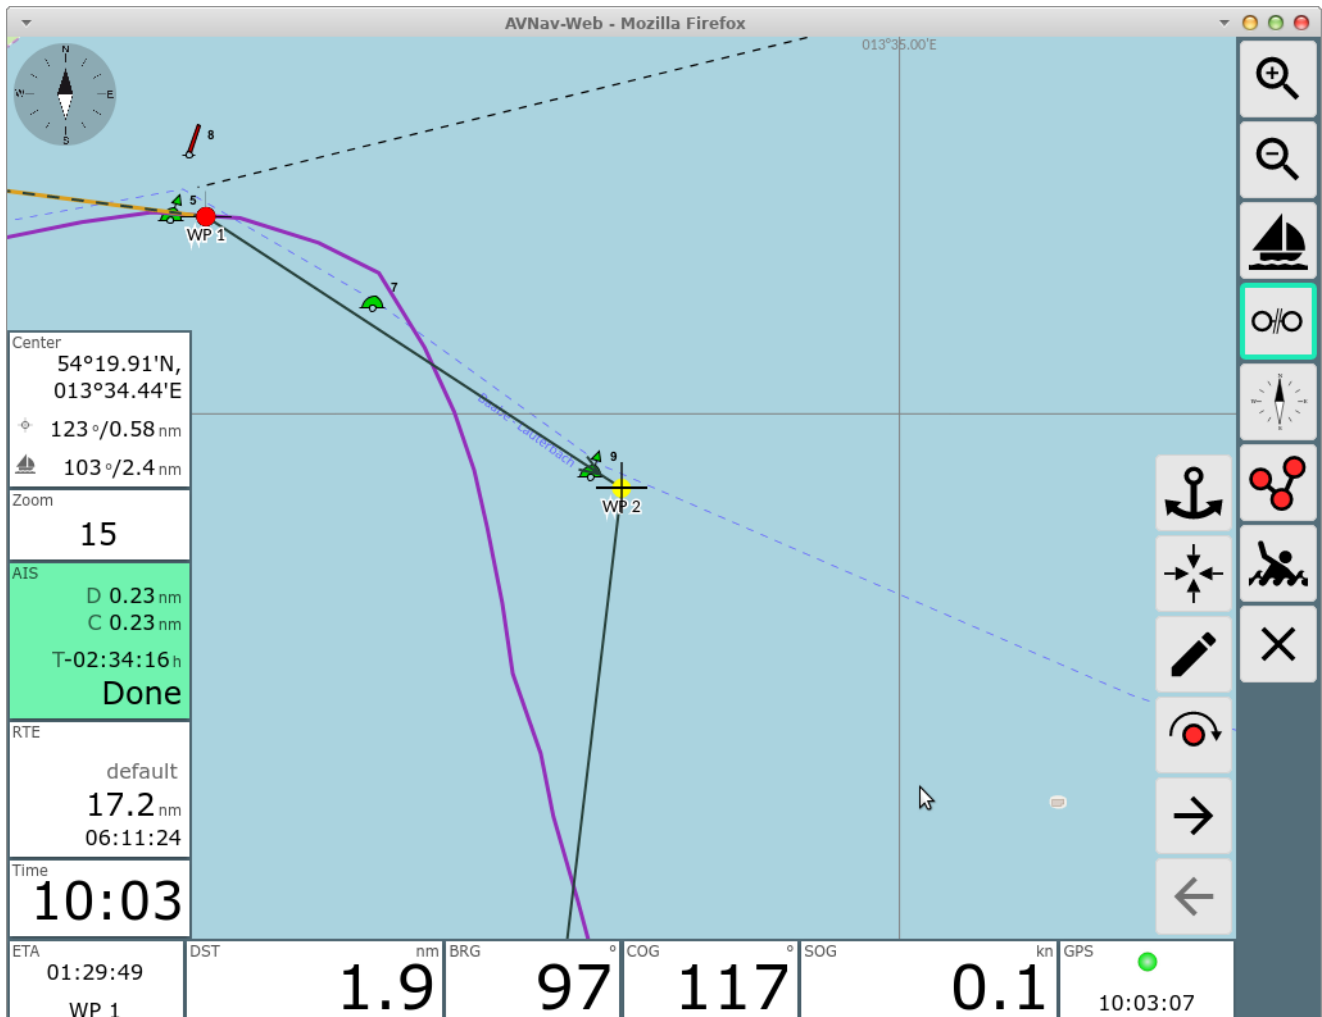 AVNav-Web - Mozilla Firefox
013°35.00'E
N
W
E
S
8
5
WP 1
7
Baabe - Lauterbach
9
WP 2
Center
54°19.91'N,
013°34.44'E
123°/0.58 nm
103°/2.4 nm
Zoom
15
AIS
D 0.23 nm
C 0.23 nm
T-02:34:16 h
Done
RTE
default
17.2 nm
06:11:24
Time
10:03
ETA
01:29:49
WP 1
DST nm
1.9
BRG °
97
COG °
117
SOG kn
0.1
GPS
10:03:07
N
W
E
S